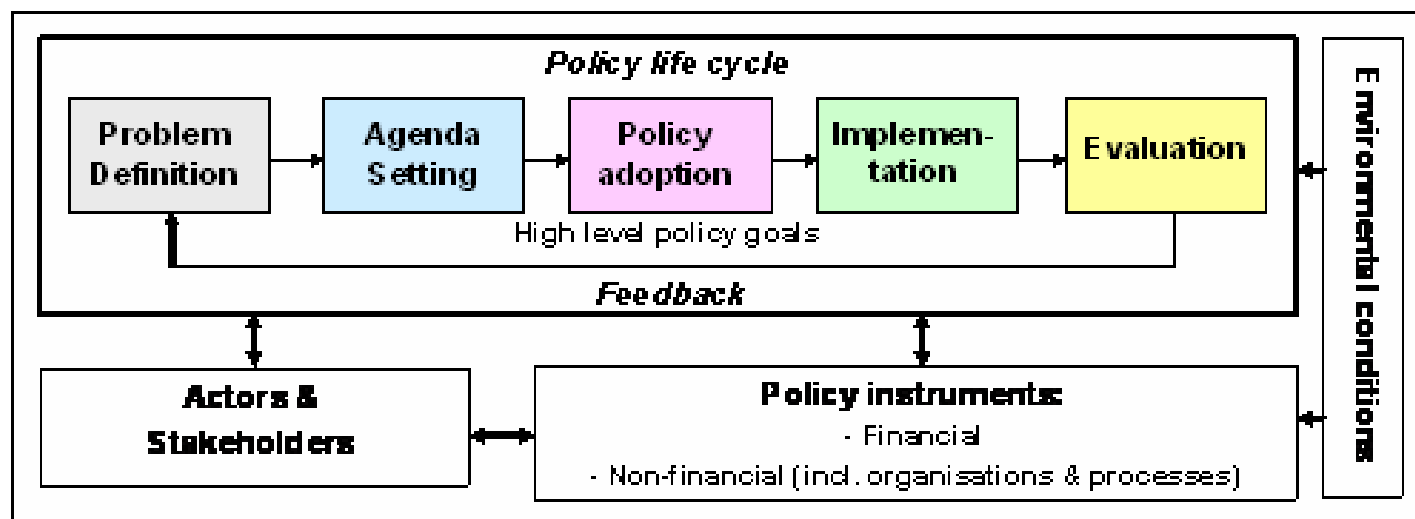 Policy life cycle
Problem
Definition
Agenda
Setting
Policy
adoption
Implemen-
tation
Evaluation
High level policy goals
Feedback
Actors &
Stakeholders
Policy instruments:
- Financial
- Non-financial (incl. organisations & processes)
Environmental conditions